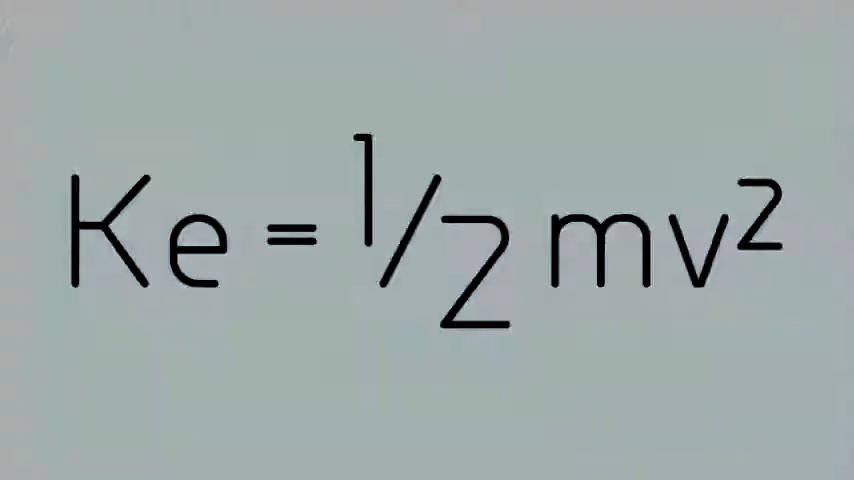 Ke = 1/2 mv²